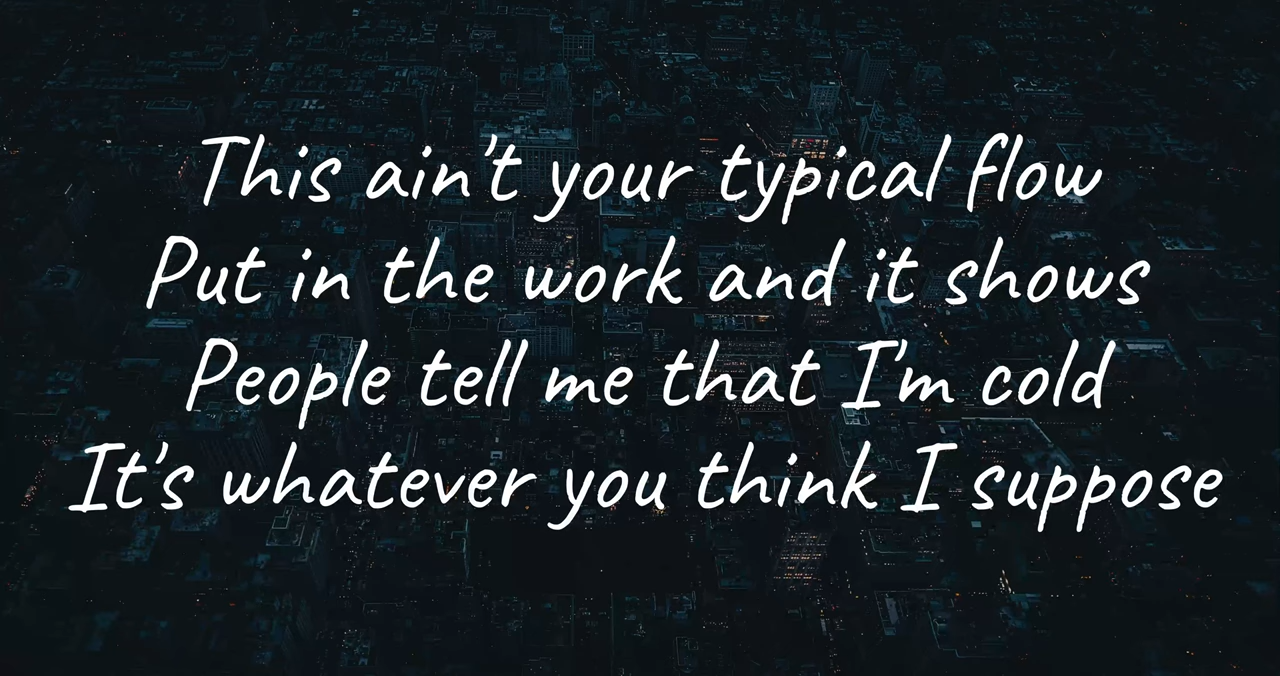 This ain't your typical flow
Put in the work and it shows
People tell me that I'm cold
It's whatever you think I suppose